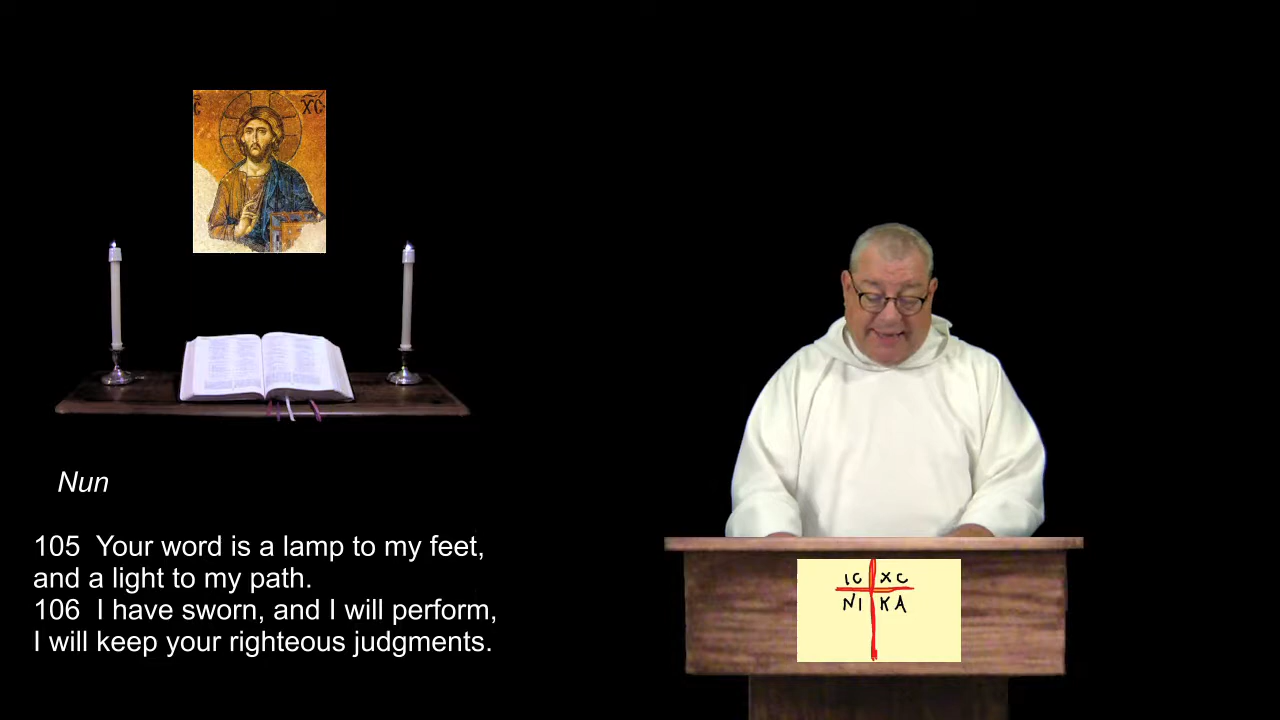 C XC
Nun
105 Your word is a lamp to my feet,
and a light to my path.
106 I have sworn, and I will perform,
I will keep your righteous judgments.
IC XC
NI KA